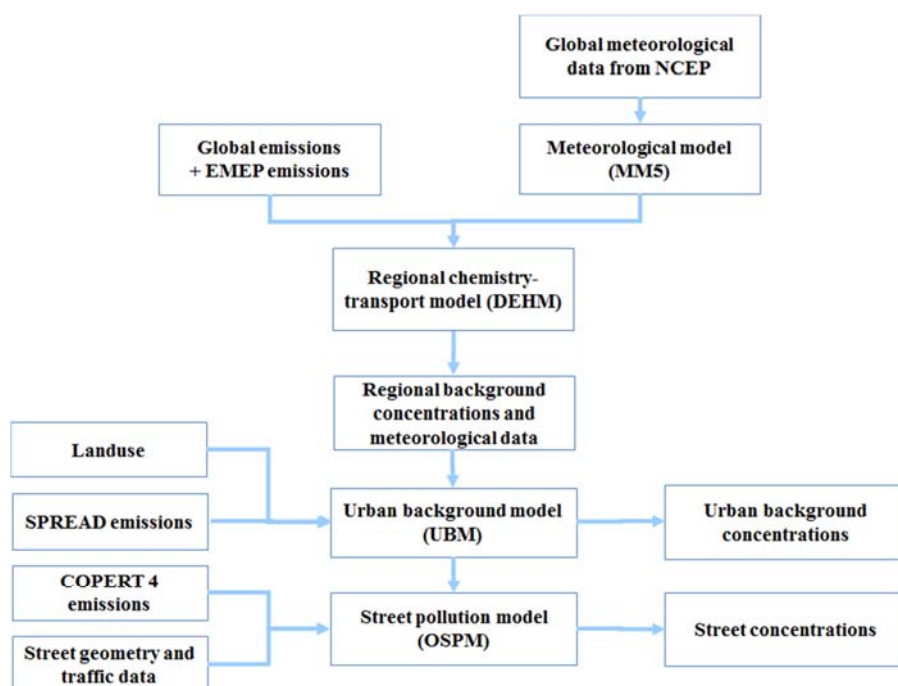 Global meteorological
data from NCEP
Global emissions
+ EMEP emissions
Meteorological model
(MM5)
Regional chemistry-
transport model (DEHM)
Regional background
concentrations and
meteorological data
Landuse
SPREAD emissions
Urban background model
(UBM)
Urban background
concentrations
COPERT 4
emissions
Street pollution model
(OSPM)
Street concentrations
Street geometry and
traffic data